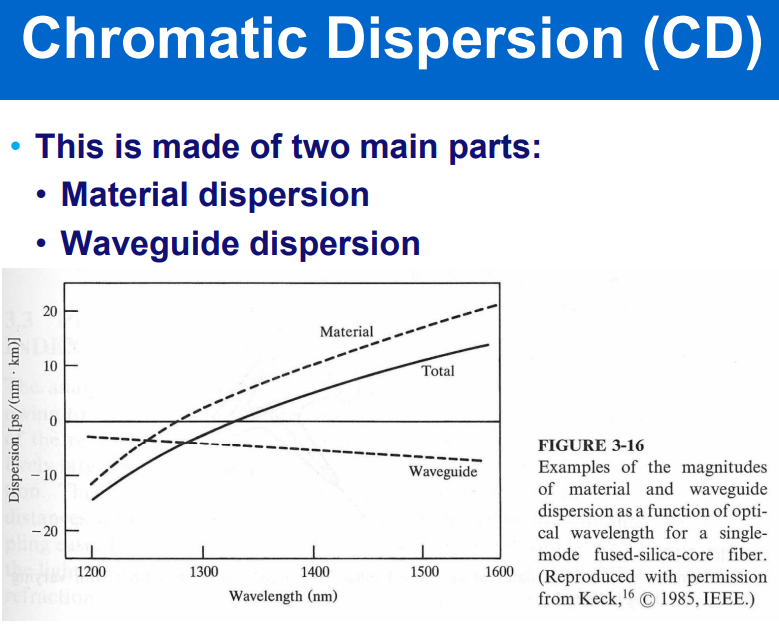 Chromatic Dispersion (CD)
• This is made of two main parts:
• Material dispersion
• Waveguide dispersion
20
10
0
−10
−20
Dispersion [ps/(nm · km)]
Material
Total
Waveguide
1200
1300
1400
1500
1600
Wavelength (nm)
FIGURE 3-16
Examples of the magnitudes
of material and waveguide
dispersion as a function of opti-
cal wavelength for a single-
mode fused-silica-core fiber.
(Reproduced with permission
from Keck,¹⁶ © 1985, IEEE.)